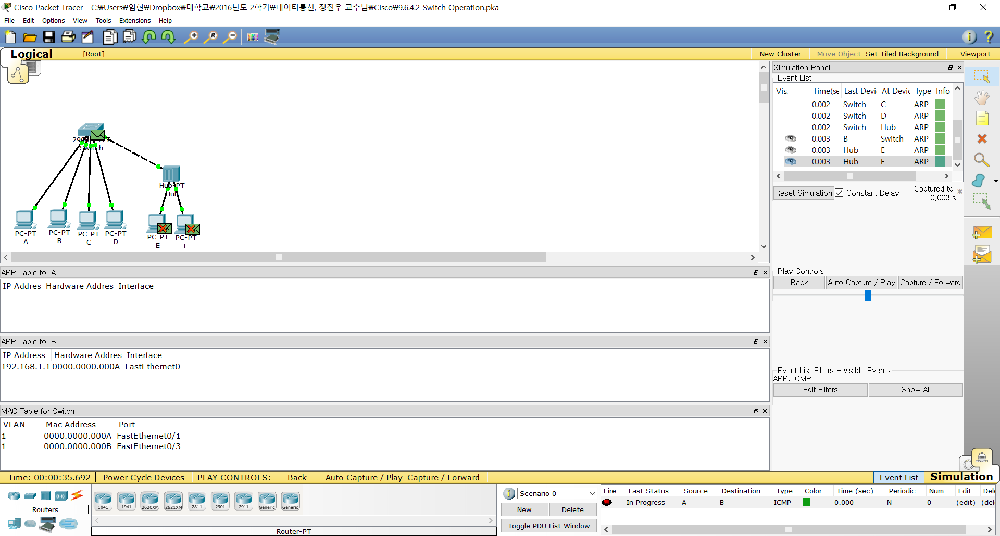 Cisco Packet Tracer - C:₩Users₩임현₩Dropbox₩대학교₩2016년도 2학기₩데이터통신, 정진우 교수님₩Cisco₩9.6.4.2-Switch Operation.pka
File Edit Options View Tools Extensions Help
Logical [Root] New Cluster Move Object Set Tiled Background Viewport
Switch
Hub-PT
PC-PT
A
PC-PT
B
PC-PT
C
PC-PT
D
PC-PT
E
PC-PT
F
Simulation Panel
Event List
Vis. Time(se Last Devi At Devic Type Info
0.002 Switch C ARP
0.002 Switch D ARP
0.002 Switch Hub ARP
0.003 B Switch ARP
0.003 Hub E ARP
0.003 Hub F ARP
Reset Simulation Constant Delay Captured to:
0.003 s
Play Controls
Back Auto Capture / Play Capture / Forward
Event List Filters - Visible Events
ARP, ICMP
Edit Filters Show All
ARP Table for A
IP Addres Hardware Addres Interface
ARP Table for B
IP Address Hardware Addres Interface
192.168.1.1 0000.0000.000A FastEthernet0
MAC Table for Switch
VLAN Mac Address Port
1 0000.0000.000A FastEthernet0/1
1 0000.0000.000B FastEthernet0/3
Time: 00:00:35.692 Power Cycle Devices PLAY CONTROLS: Back Auto Capture / Play Capture / Forward Event List Simulation
Routers
1841 1941 2620XM 2621XM 2811 2901 2911 Generic Generic
Router-PT
Scenario 0
New Delete
Toggle PDU List Window
Fire Last Status Source Destination Type Color Time (sec) Periodic Num Edit Dele
In Progress A B ICMP 0.000 N 0 (edit) (del